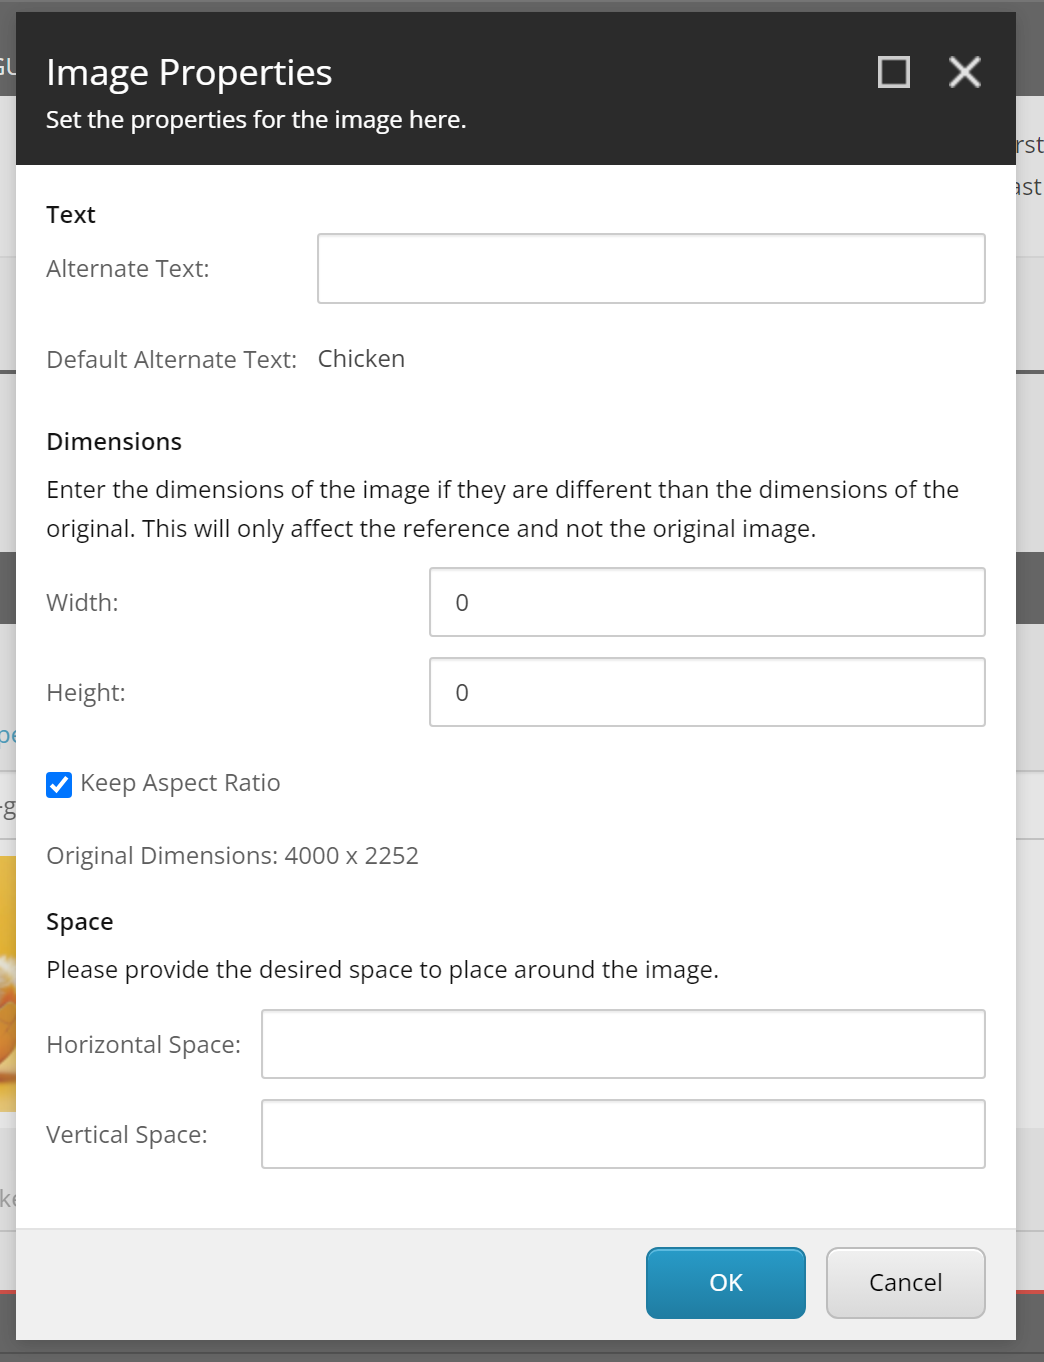 Image Properties
Set the properties for the image here.
Text
Alternate Text:
Default Alternate Text: Chicken
Dimensions
Enter the dimensions of the image if they are different than the dimensions of the
original. This will only affect the reference and not the original image.
Width: 0
Height: 0
Keep Aspect Ratio
Original Dimensions: 4000 x 2252
Space
Please provide the desired space to place around the image.
Horizontal Space:
Vertical Space:
OK Cancel